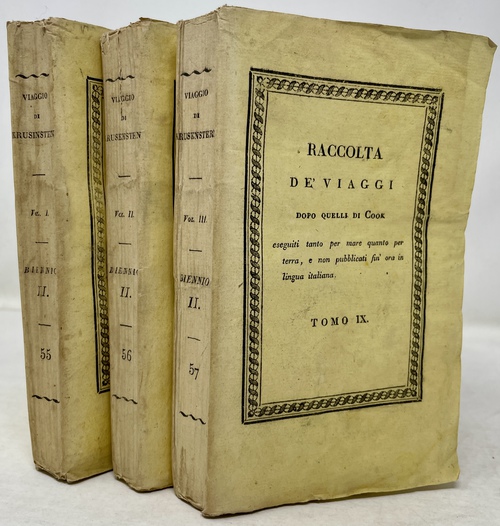 VIAGGIO
DI
KRUSINSTEN
Vol. I.
BIENNIO
II.
55
VIAGGIO
DI
KRUSENSTEN
Vol. II.
BIENNIO
II.
56
VIAGGIO
DI
KRUSENSTERN
Vol. III.
BIENNIO
II.
57
RACCOLTA
DE' VIAGGI
DOPO QUELLI DI COOK
eseguiti tanto per mare quanto per
terra, e non pubblicati fin' ora in
lingua italiana.
TOMO IX.